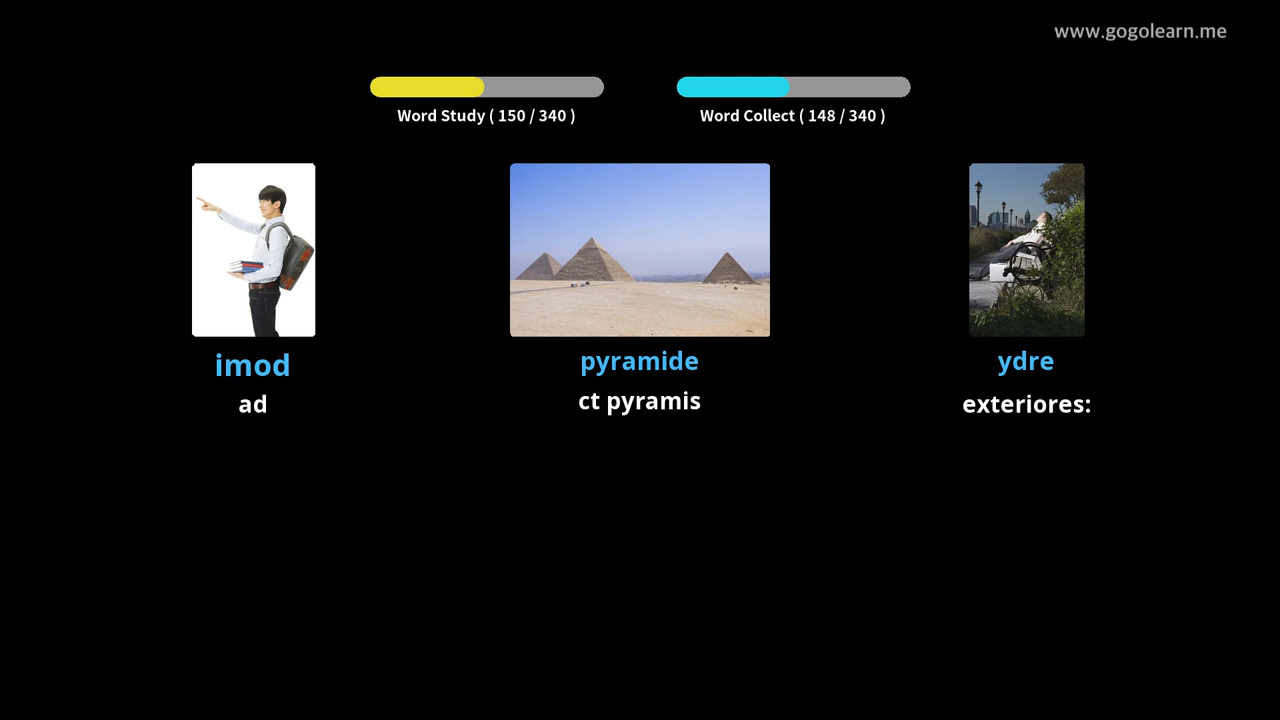 www.gogolearn.me
Word Study ( 150 / 340 )
Word Collect ( 148 / 340 )
imod
ad
pyramide
ct pyramis
ydre
exteriores: